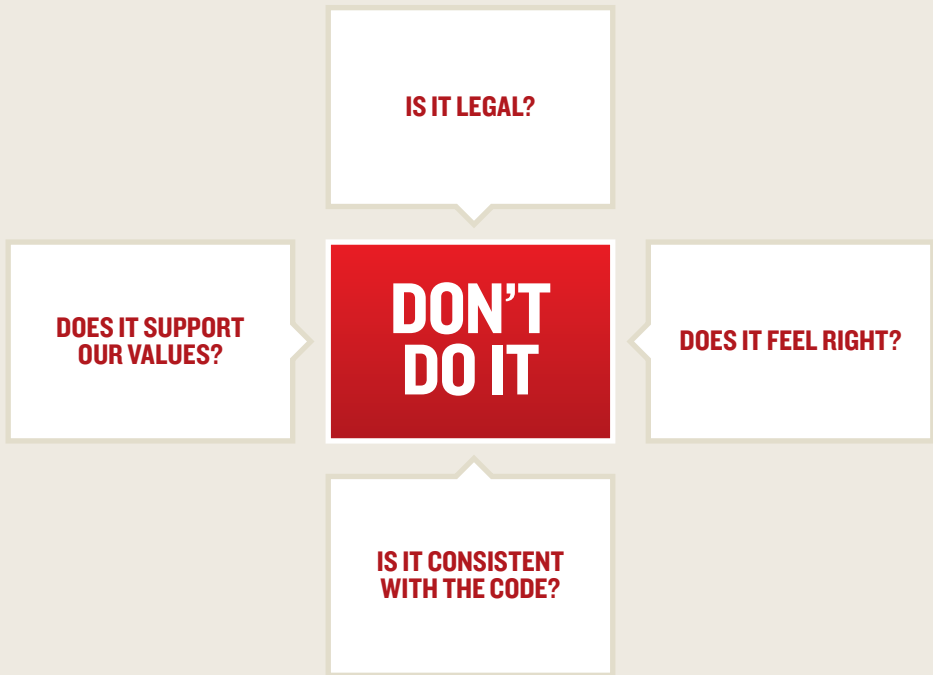 IS IT LEGAL?
DOES IT SUPPORT
OUR VALUES?
DON'T
DO IT
DOES IT FEEL RIGHT?
IS IT CONSISTENT
WITH THE CODE?